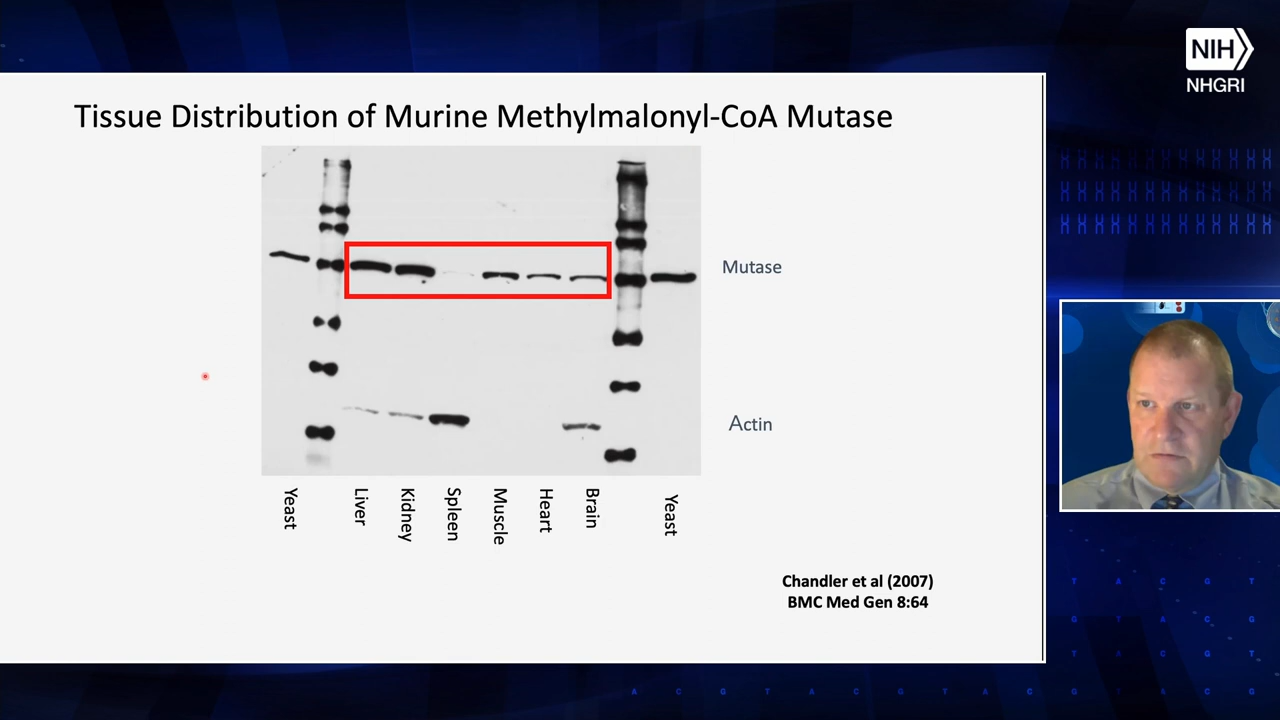 NIH
NHGRI
Tissue Distribution of Murine Methylmalonyl-CoA Mutase
Mutase
Actin
Yeast
Liver
Kidney
Spleen
Muscle
Heart
Brain
Yeast
Chandler et al (2007)
BMC Med Gen 8:64
T A C G T
G T A C G
T A C G T
A C G T A C G T A C G T A C G T A C G